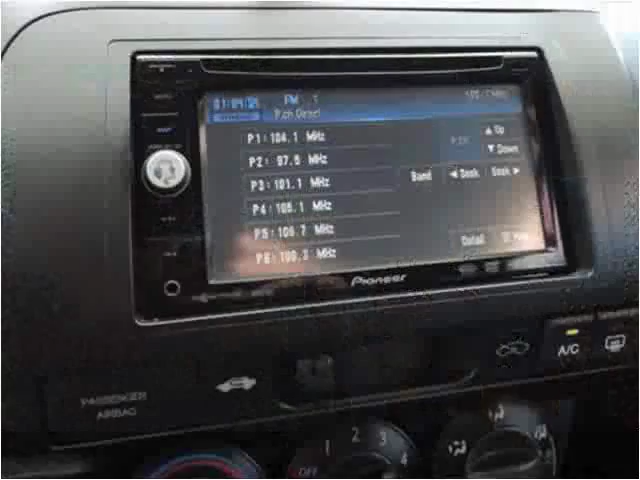 FM 1
P1:104.1 MHz
▲ Up
P2: 97.5 MHz
▼ Down
P3:101.1 MHz
Band ◀ Seek Seek ▶
P4:105.1 MHz
P5:106.7 MHz
Detail
P6:100.3 MHz
Pioneer
A/C
PASSENGER
AIRBAG
OFF 1 2 3 4